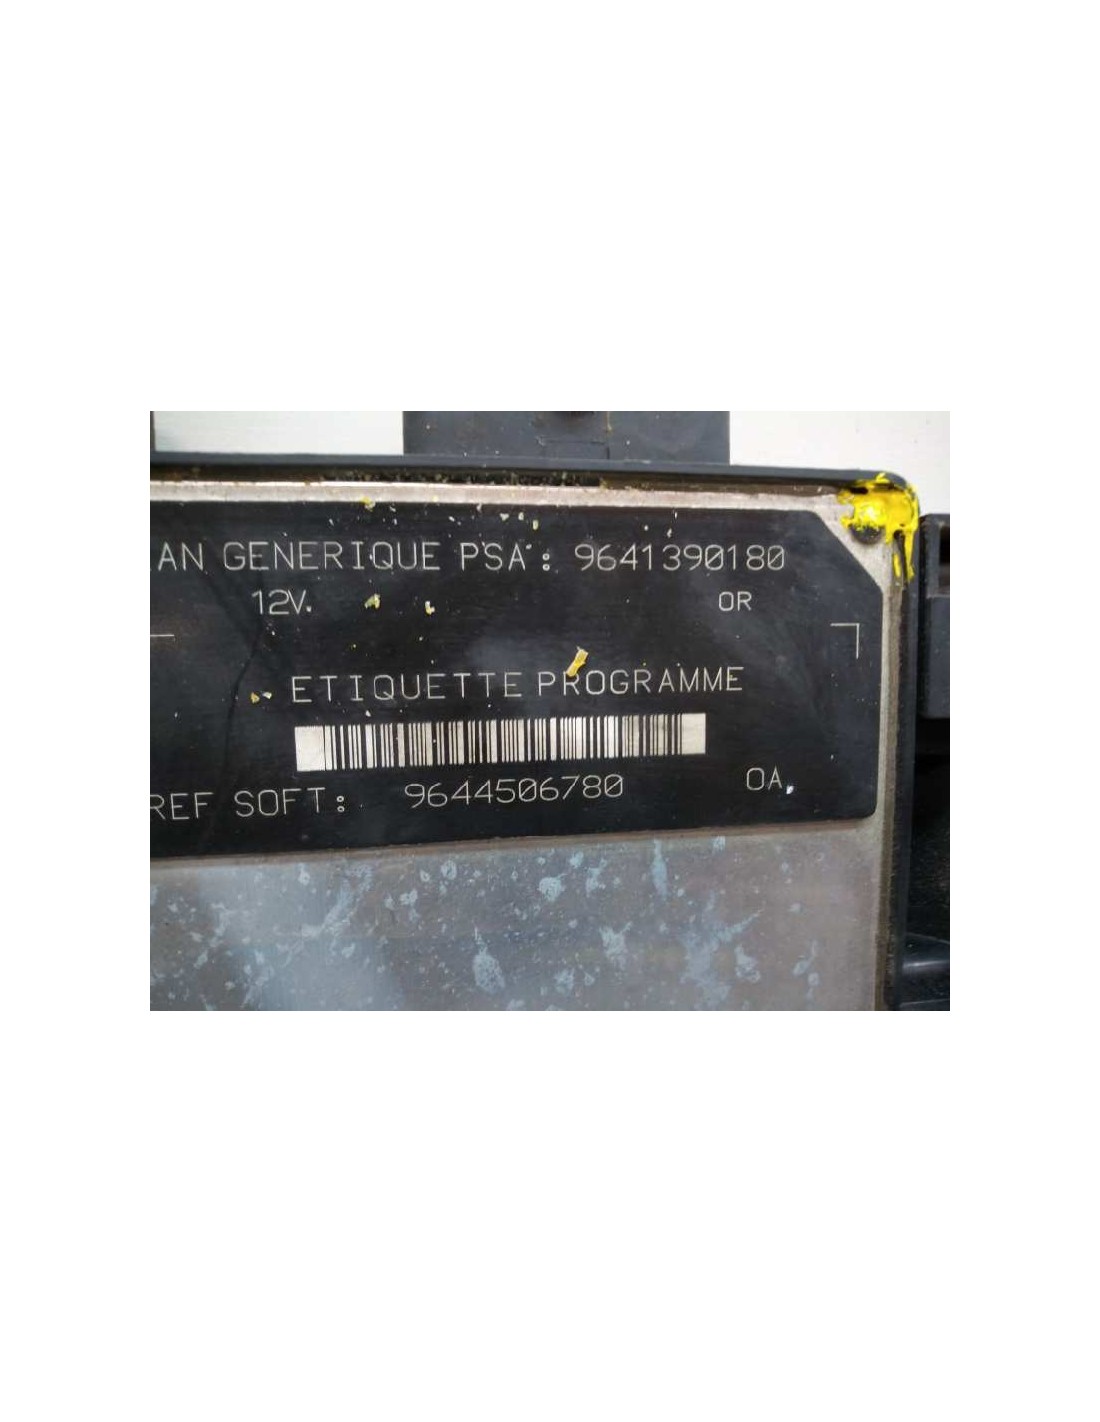 AN GENERIQUE PSA : 9641390180
12V. OR
ETIQUETTE PROGRAMME
REF SOFT: 9644506780 OA